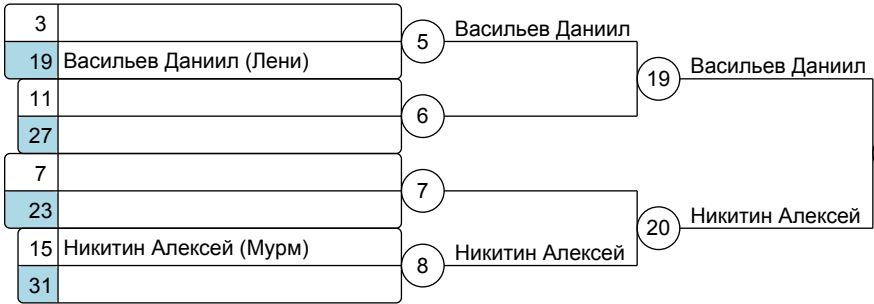 3
19 Васильев Даниил (Лени)
5 Васильев Даниил
11
27
6
19 Васильев Даниил
7
23
7
15 Никитин Алексей (Мурм)
31
8 Никитин Алексей
20 Никитин Алексей